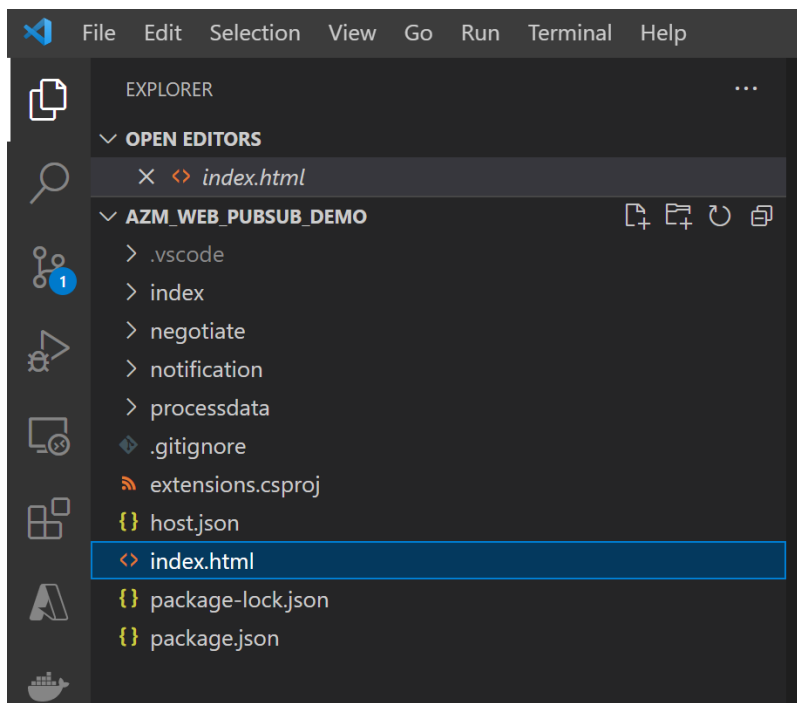 File Edit Selection View Go Run Terminal Help
EXPLORER
OPEN EDITORS
index.html
AZM_WEB_PUBSUB_DEMO
.vscode
index
negotiate
1
notification
processdata
.gitignore
extensions.csproj
host.json
index.html
package-lock.json
package.json